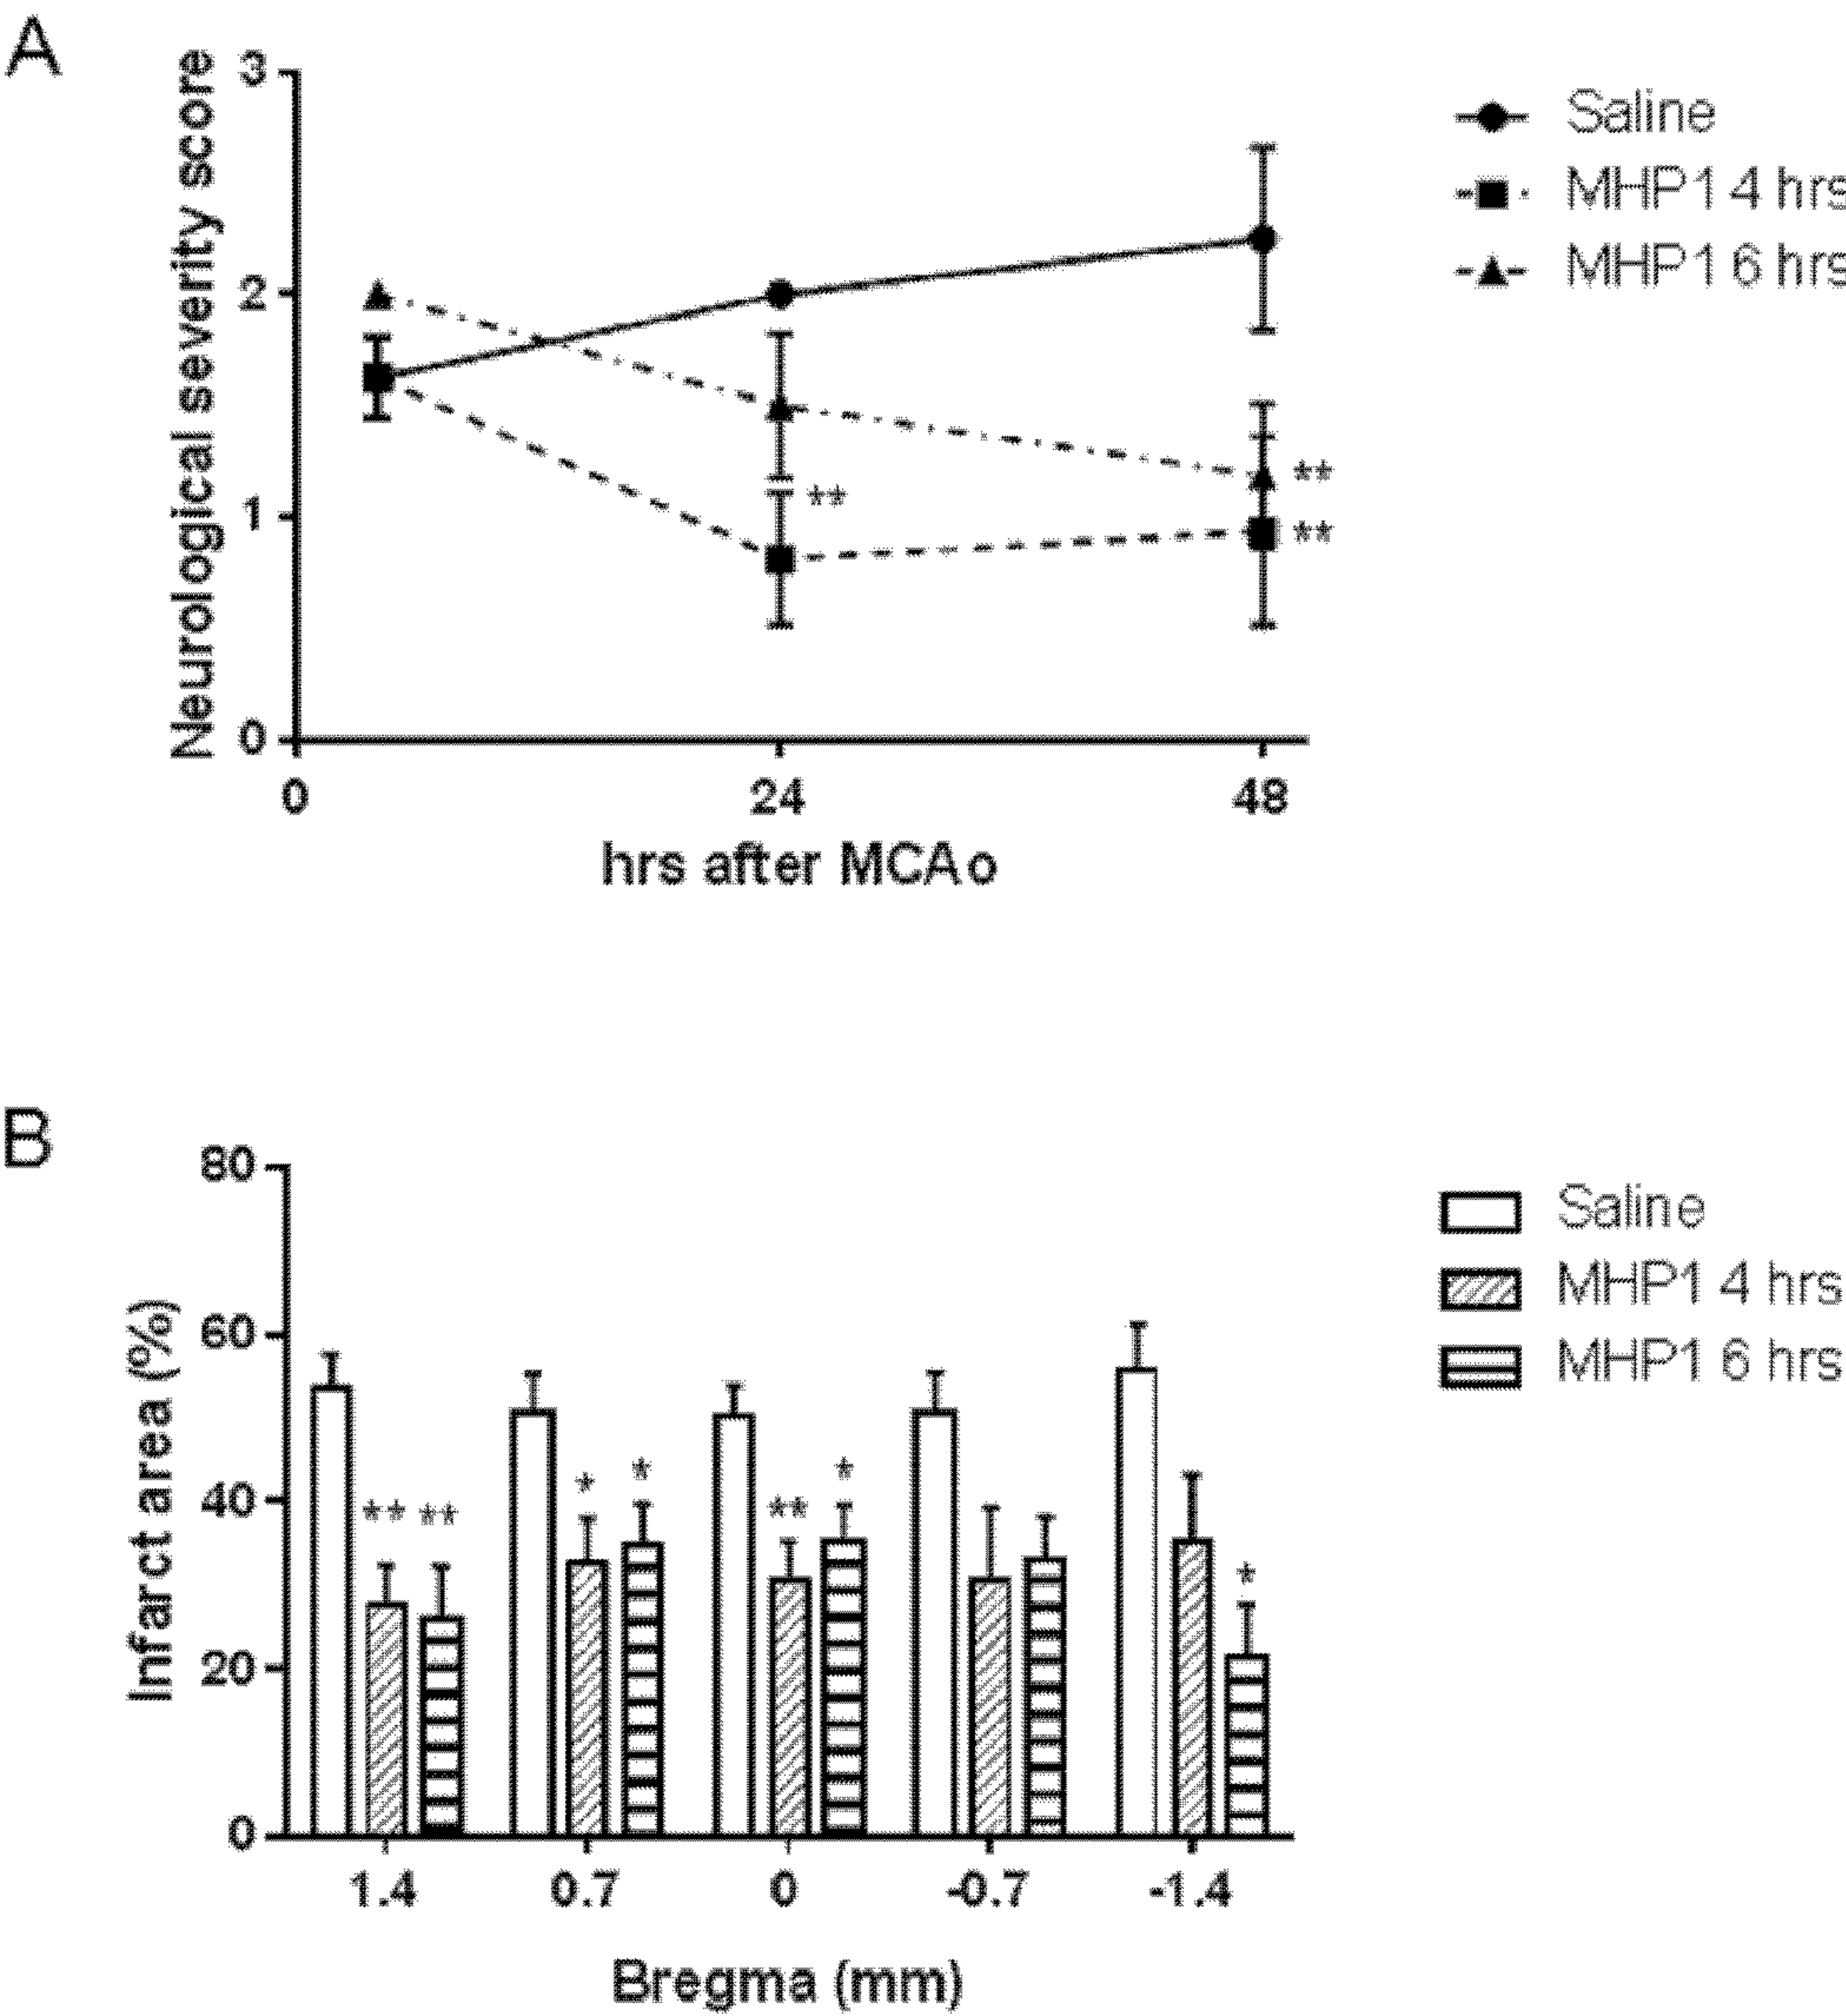 A
Neurological severity score
3
2
1
0
0 24 48
hrs after MCAo
Saline
MHP1 4 hrs
MHP1 6 hrs
**
**
**
B
Infarct area (%)
80
60
40
20
0
1.4 0.7 0 -0.7 -1.4
Bregma (mm)
Saline
MHP1 4 hrs
MHP1 6 hrs
** **
* *
** *
*